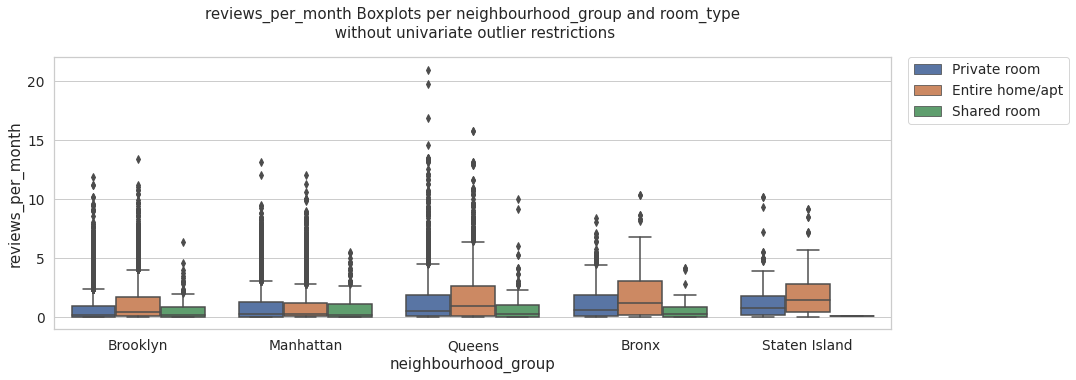 reviews_per_month Boxplots per neighbourhood_group and room_type
without univariate outlier restrictions
Private room
Entire home/apt
Shared room
reviews_per_month
20
15
10
5
0
Brooklyn
Manhattan
Queens
Bronx
Staten Island
neighbourhood_group